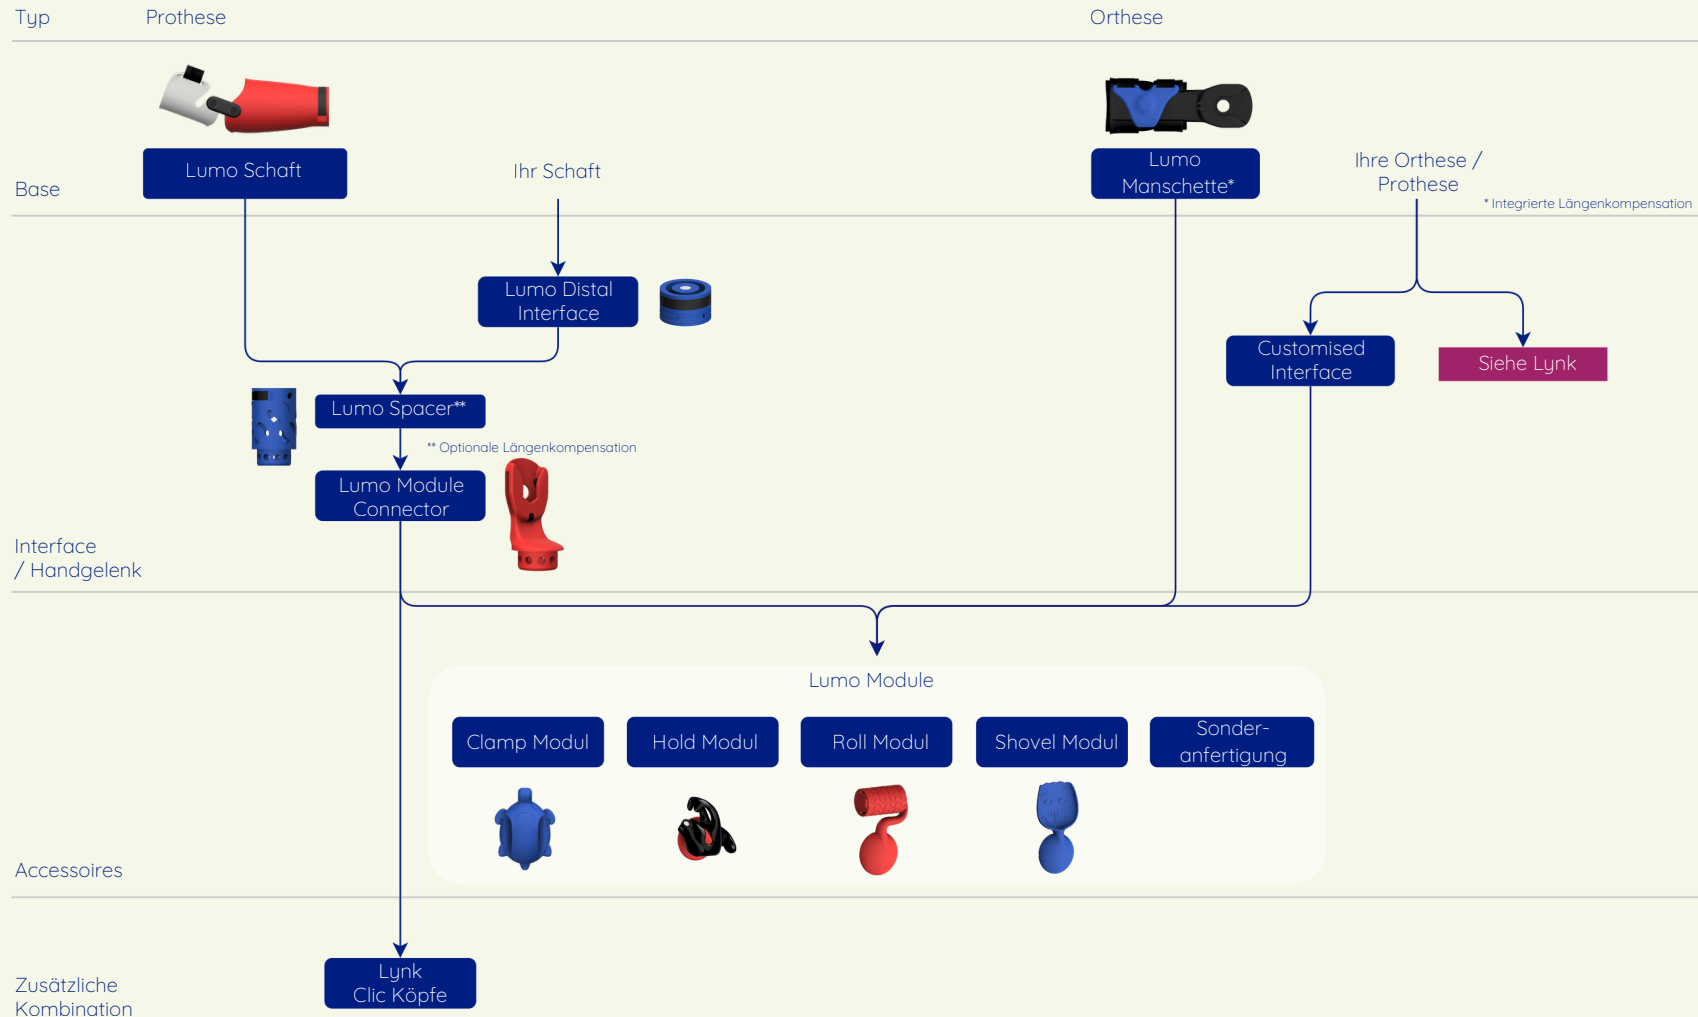 Typ
Prothese
Orthese
Base
Lumo Schaft
Ihr Schaft
Lumo
Manschette*
Ihre Orthese /
Prothese
* Integrierte Längenkompensation
Lumo Distal
Interface
Customised
Interface
Siehe Lynk
Lumo Spacer**
** Optionale Längenkompensation
Lumo Module
Connector
Interface
/ Handgelenk
Lumo Module
Clamp Modul
Hold Modul
Roll Modul
Shovel Modul
Sonder-
anfertigung
Accessoires
Zusätzliche
Kombination
Lynk
Clic Köpfe